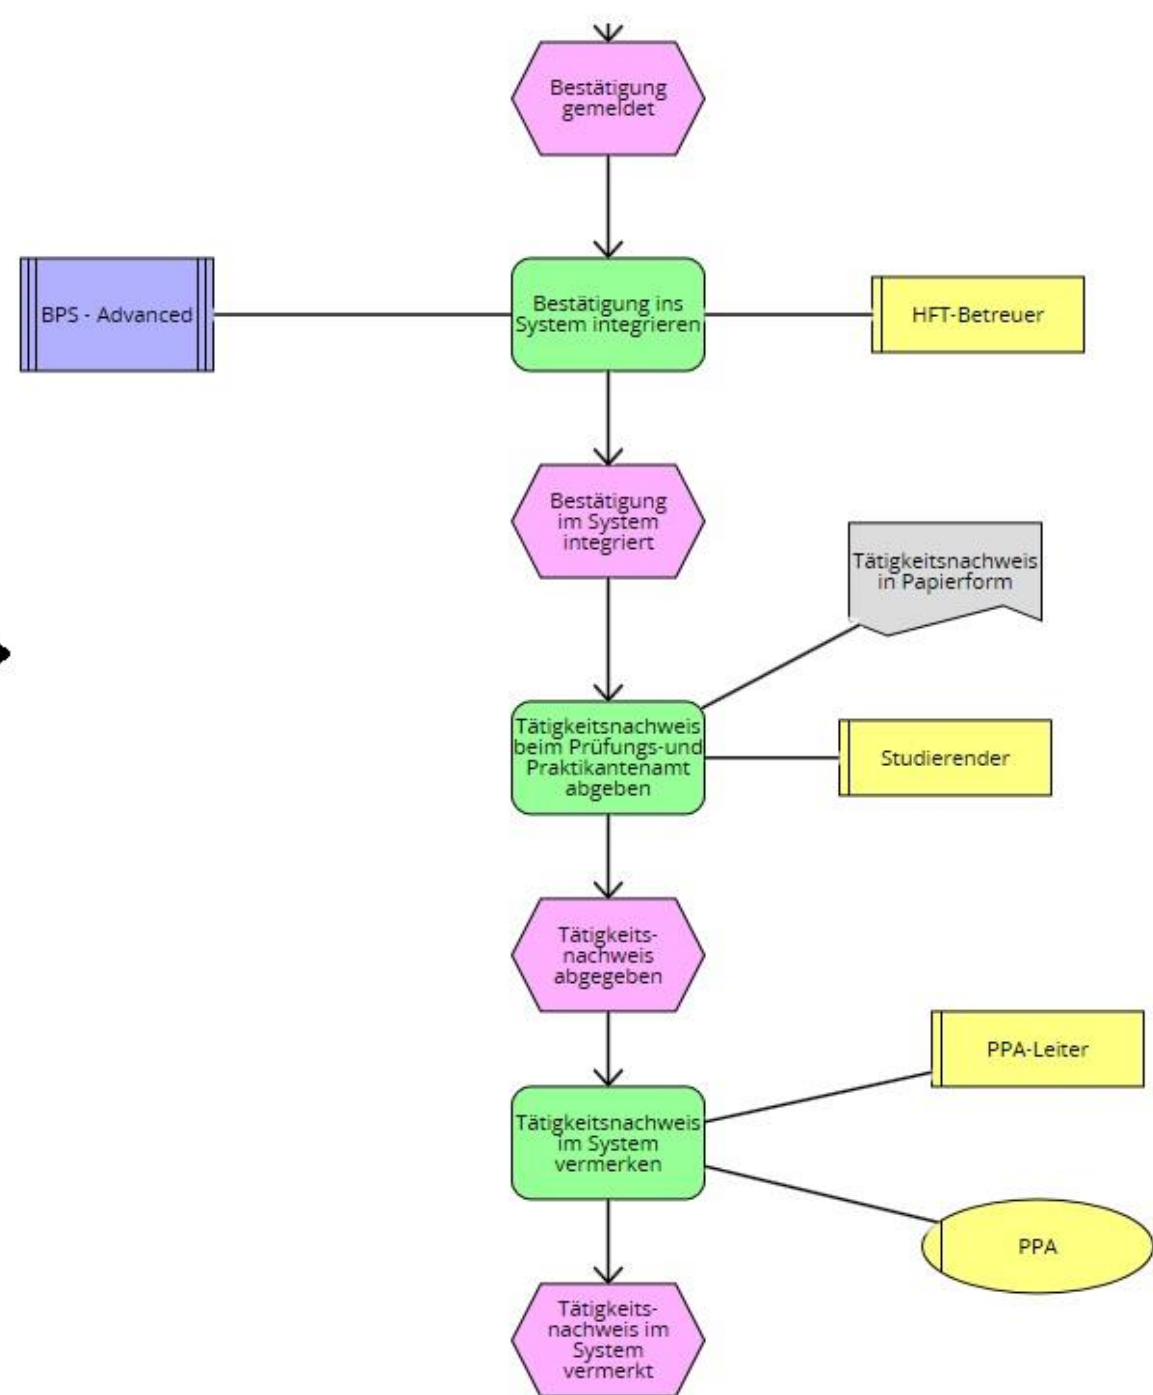 Bestätigung
gemeldet
BPS - Advanced
Bestätigung ins
System integrieren
HFT-Betreuer
Bestätigung
im System
integriert
Tätigkeitsnachweis
in Papierform
Tätigkeitsnachweis
beim Prüfungs-und
Praktikantenamt
abgeben
Studierender
Tätigkeits-
nachweis
abgegeben
PPA-Leiter
Tätigkeitsnachweis
im System
vermerken
PPA
Tätigkeits-
nachweis im
System
vermerkt